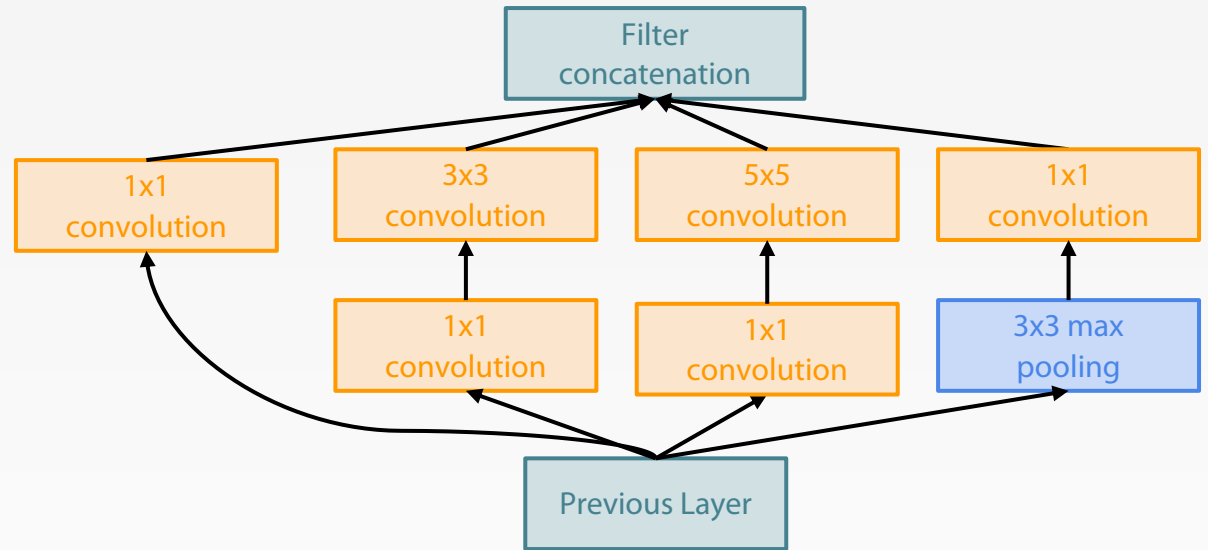 Filter
concatenation
1x1
convolution
3x3
convolution
5x5
convolution
1x1
convolution
1x1
convolution
1x1
convolution
3x3 max
pooling
Previous Layer